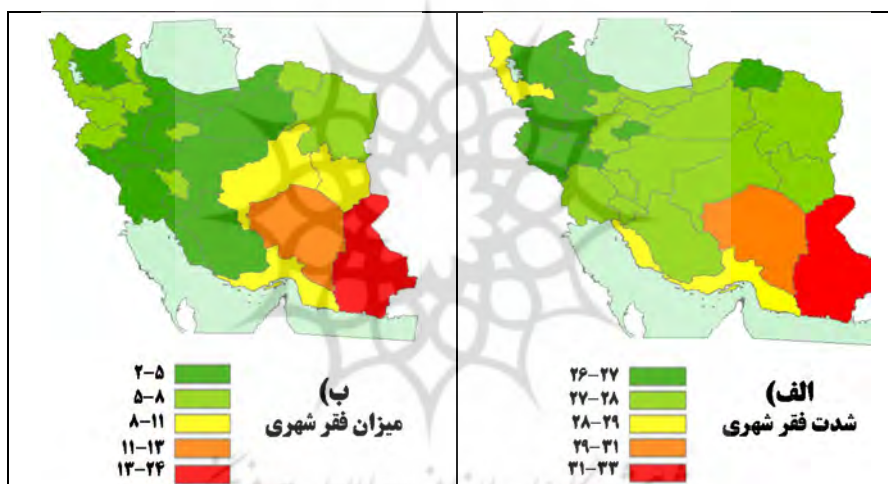 الف)
شدت فقر شهری
۲۶-۲۷
۲۷-۲۸
۲۸-۲۹
۲۹-۳۱
۳۱-۳۳
ب)
میزان فقر شهری
۲-۵
۵-۸
۸-۱۱
۱۱-۱۳
۱۳-۲۴